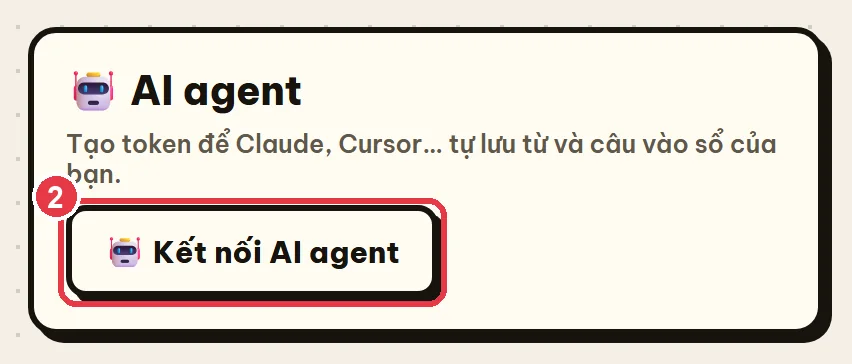 AI agent
Tạo token để Claude, Cursor... tự lưu từ và câu vào sổ của
bạn.
2
Kết nối AI agent